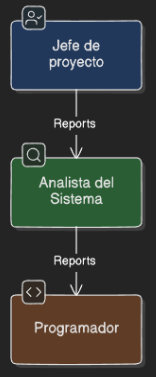 Jefe de
proyecto
Reports
Analista del
Sistema
Reports
Programador